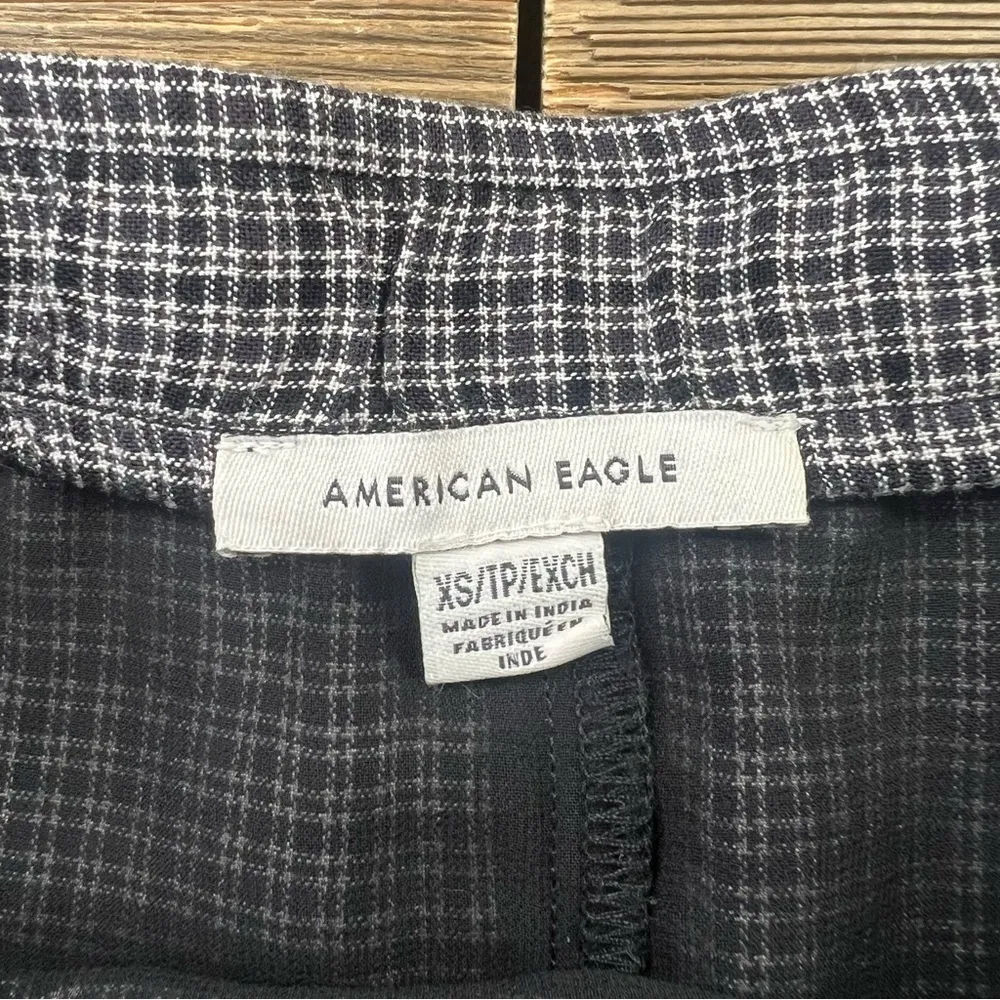 AMERICAN EAGLE
XS/TP/EXCH
MADE IN INDIA
FABRIQUÉ EN
INDE